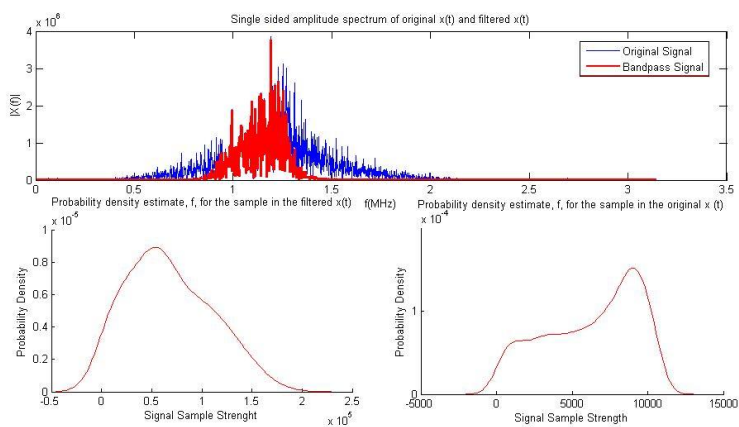 Single sided amplitude spectrum of original x(t) and filtered x(t)
x 10^6
4
3
2
1
0
|X(f)|
Original Signal
Bandpass Signal
0 0.5 1 1.5 2 2.5 3 3.5
f(MHz)
Probability density estimate, f, for the sample in the filtered x(t)
x 10^-5
1
0.8
0.6
0.4
0.2
0
Probability Density
-0.5 0 0.5 1 1.5 2 2.5
x 10^5
Signal Sample Strenght
Probability density estimate, f, for the sample in the original x (t)
x 10^-4
1
0
Probability Density
-5000 0 5000 10000 15000
Signal Sample Strength